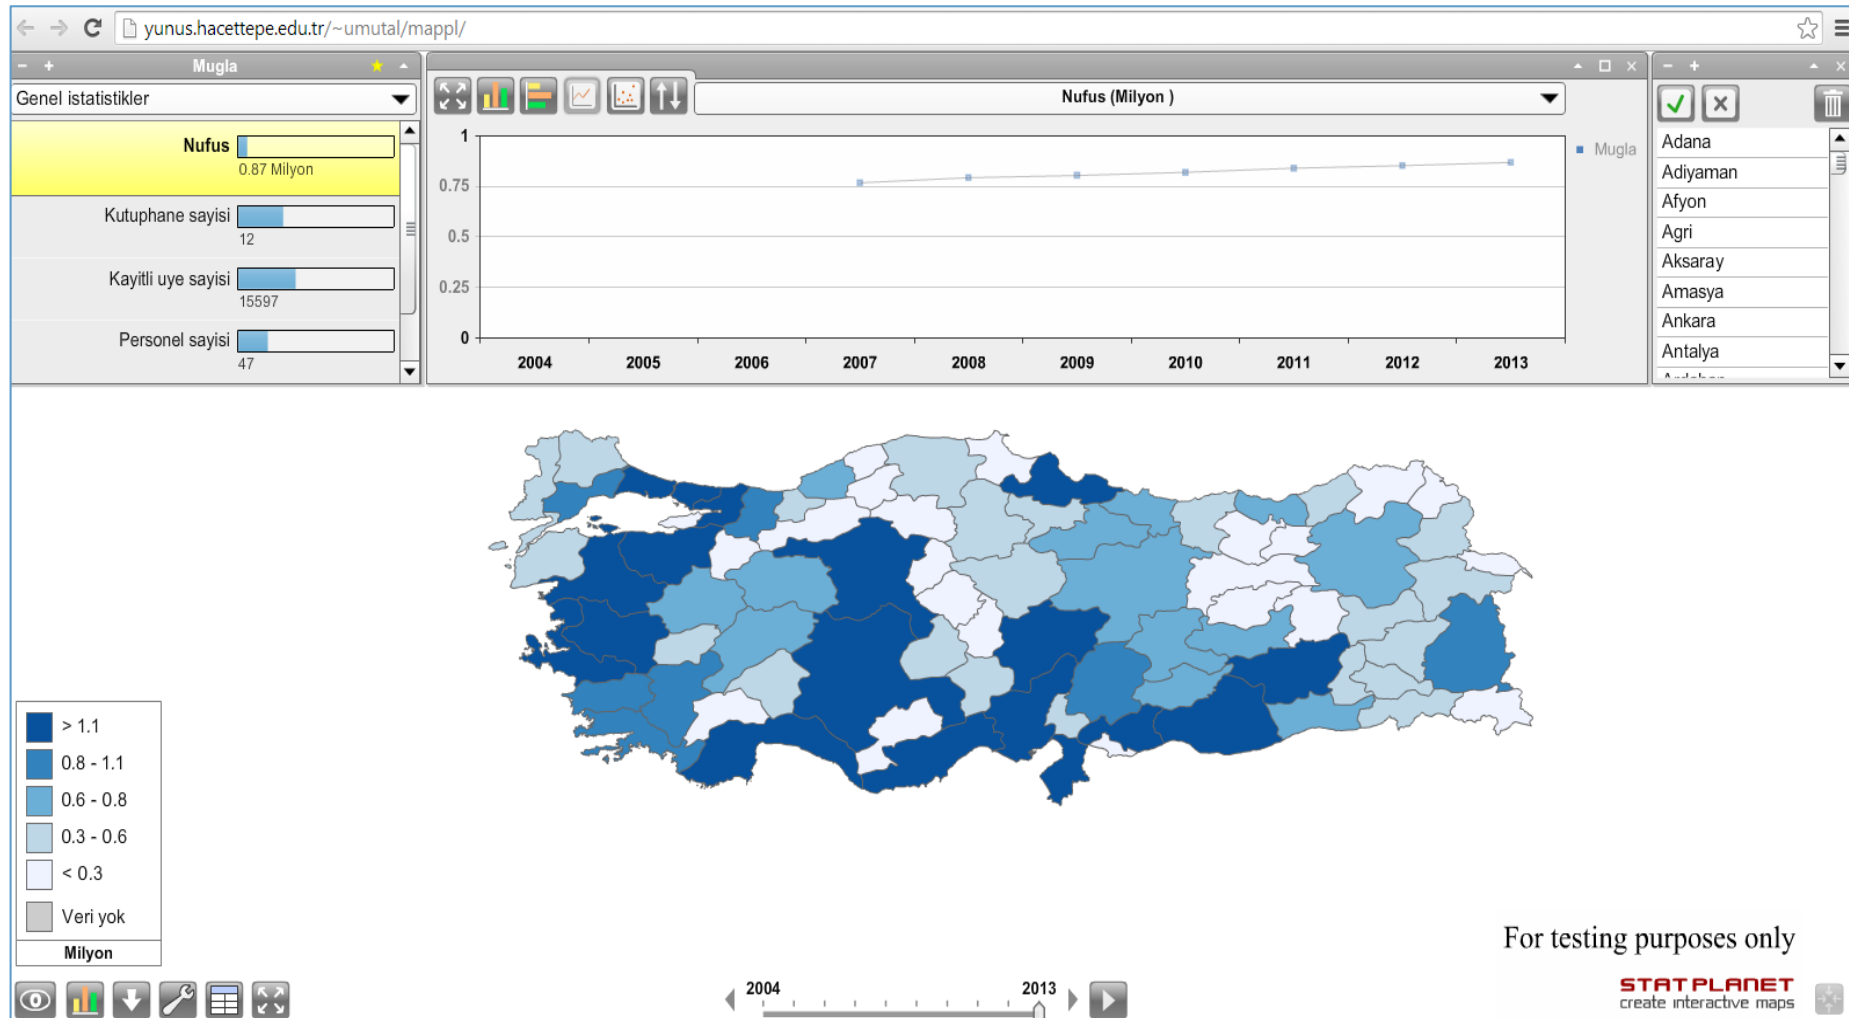 yunus.hacettepe.edu.tr/~umutal/mappl/
Mugla
Genel istatistikler
Nufus
0.87 Milyon
Kutuphane sayisi
12
Kayitli uye sayisi
15597
Personel sayisi
47
Nufus (Milyon )
1
0.75
0.5
0.25
0
2004 2005 2006 2007 2008 2009 2010 2011 2012 2013
Mugla
Adana
Adiyaman
Afyon
Agri
Aksaray
Amasya
Ankara
Antalya
> 1.1
0.8 - 1.1
0.6 - 0.8
0.3 - 0.6
< 0.3
Veri yok
Milyon
2004
2013
For testing purposes only
STATPLANET
create interactive maps